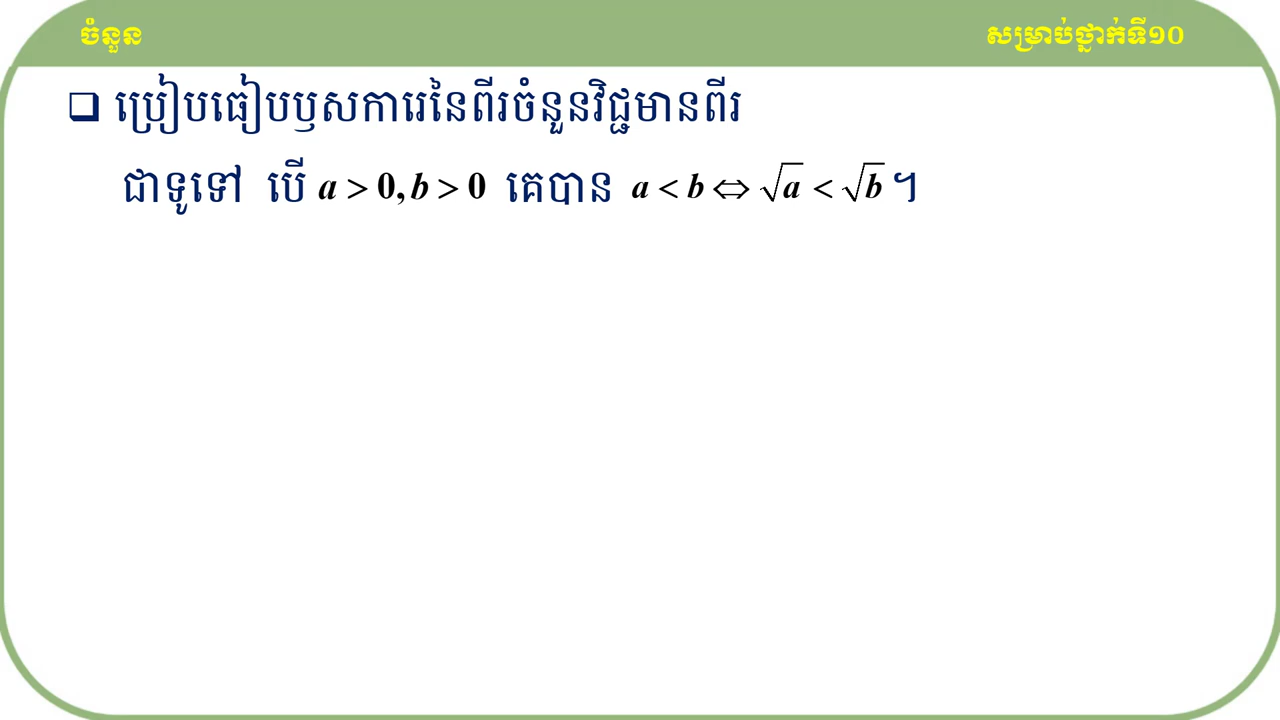 ចំនួន
សម្រាប់ថ្នាក់ទី១០
❑ ប្រៀបធៀបឫសការេនៃពីរចំនួនវិជ្ជមានពីរ
ជាទូទៅ បើ a > 0, b > 0 គេបាន a < b ⇔ √a < √b ។